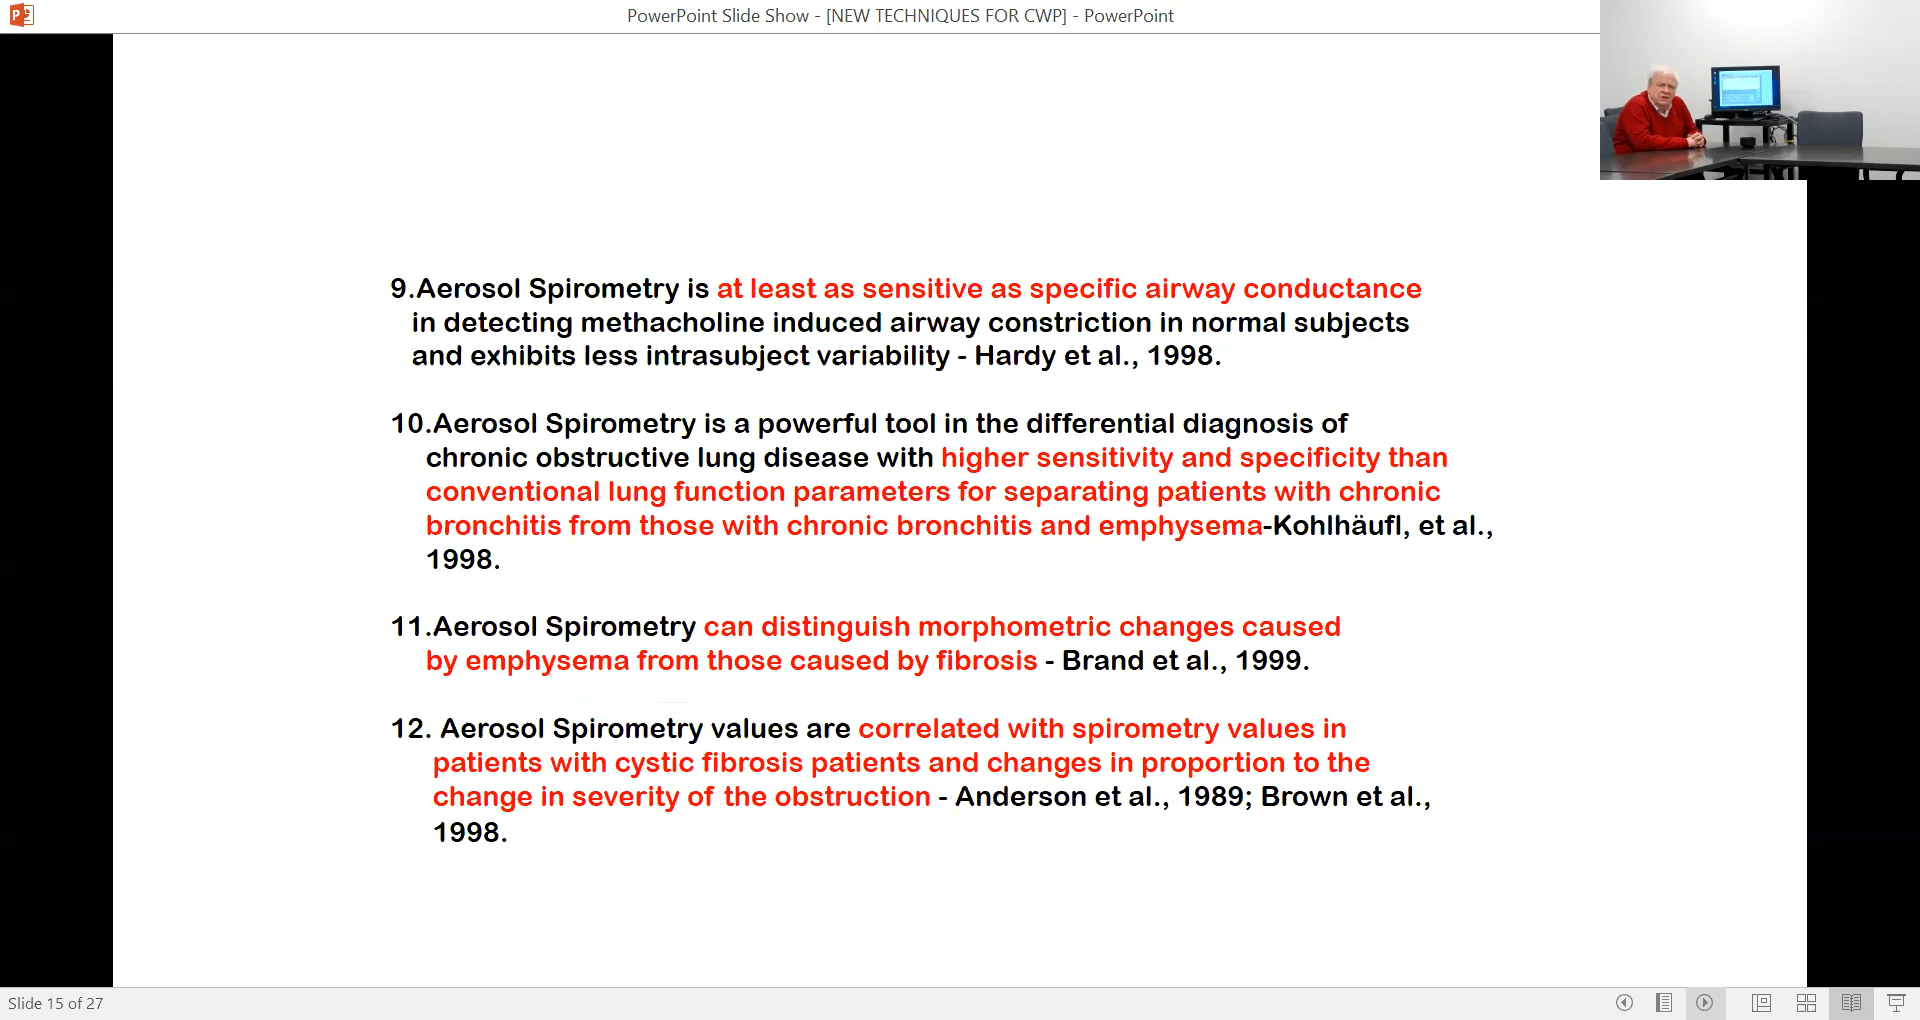 PowerPoint Slide Show - [NEW TECHNIQUES FOR CWP] - PowerPoint
9.Aerosol Spirometry is at least as sensitive as specific airway conductance
in detecting methacholine induced airway constriction in normal subjects
and exhibits less intrasubject variability - Hardy et al., 1998.
10.Aerosol Spirometry is a powerful tool in the differential diagnosis of
chronic obstructive lung disease with higher sensitivity and specificity than
conventional lung function parameters for separating patients with chronic
bronchitis from those with chronic bronchitis and emphysema-Kohlhäufl, et al.,
1998.
11.Aerosol Spirometry can distinguish morphometric changes caused
by emphysema from those caused by fibrosis - Brand et al., 1999.
12. Aerosol Spirometry values are correlated with spirometry values in
patients with cystic fibrosis patients and changes in proportion to the
change in severity of the obstruction - Anderson et al., 1989; Brown et al.,
1998.
Slide 15 of 27